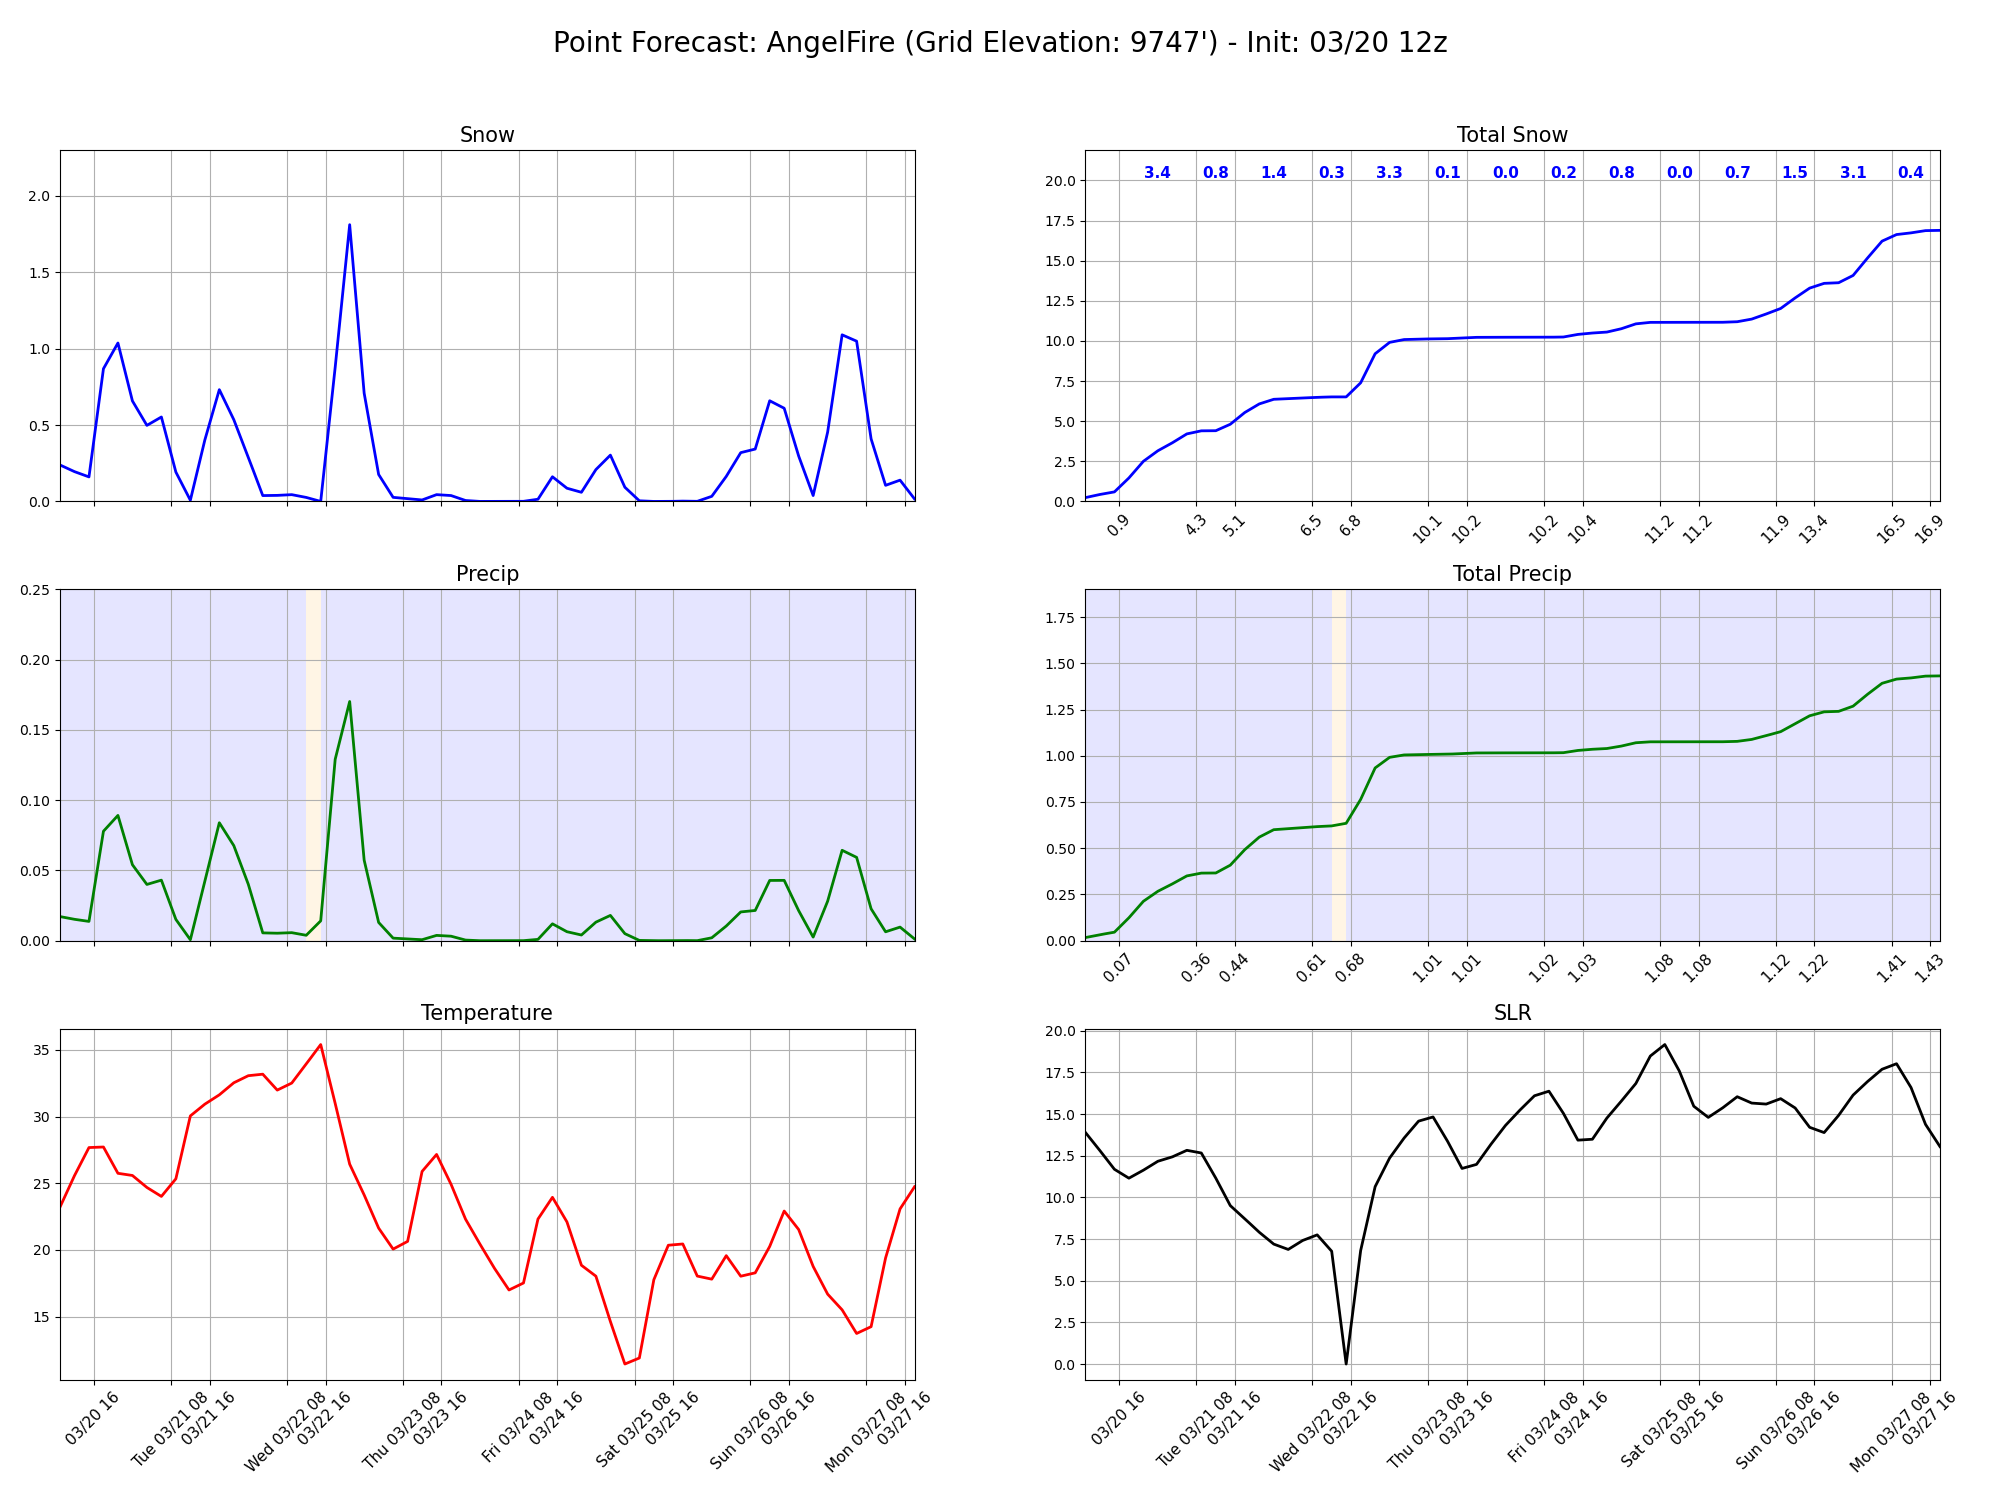 Point Forecast: AngelFire (Grid Elevation: 9747') - Init: 03/20 12z
Snow
2.0
1.5
1.0
0.5
0.0
Total Snow
3.4 0.8 1.4 0.3 3.3 0.1 0.0 0.2 0.8 0.0 0.7 1.5 3.1 0.4
20.0
17.5
15.0
12.5
10.0
7.5
5.0
2.5
0.0
0.9 4.3 5.1 6.5 6.8 10.1 10.2 10.2 10.4 11.2 11.2 11.9 13.4 16.5 16.9
Precip
0.25
0.20
0.15
0.10
0.05
0.00
Total Precip
1.75
1.50
1.25
1.00
0.75
0.50
0.25
0.00
0.07 0.36 0.44 0.61 0.68 1.01 1.01 1.02 1.03 1.08 1.08 1.12 1.22 1.41 1.43
Temperature
35
30
25
20
15
03/20 16
Tue 03/21 08
03/21 16
Wed 03/22 08
03/22 16
Thu 03/23 08
03/23 16
Fri 03/24 08
03/24 16
Sat 03/25 08
03/25 16
Sun 03/26 08
03/26 16
Mon 03/27 08
03/27 16
SLR
20.0
17.5
15.0
12.5
10.0
7.5
5.0
2.5
0.0
03/20 16
Tue 03/21 08
03/21 16
Wed 03/22 08
03/22 16
Thu 03/23 08
03/23 16
Fri 03/24 08
03/24 16
Sat 03/25 08
03/25 16
Sun 03/26 08
03/26 16
Mon 03/27 08
03/27 16